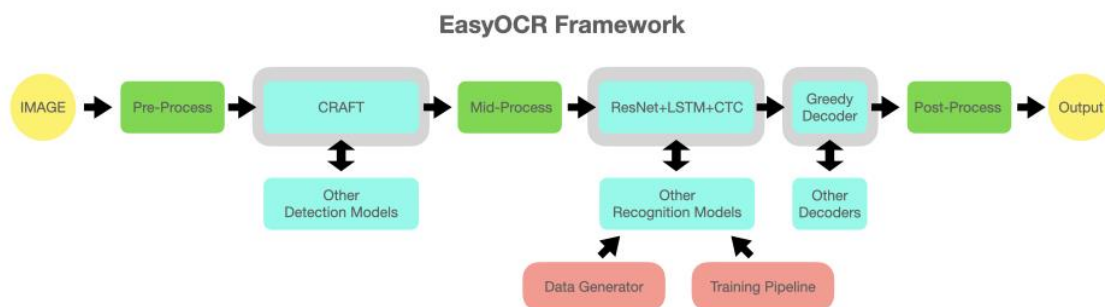 EasyOCR Framework
IMAGE
Pre-Process
CRAFT
Mid-Process
ResNet+LSTM+CTC
Greedy
Decoder
Post-Process
Output
Other
Detection Models
Other
Recognition Models
Other
Decoders
Data Generator
Training Pipeline